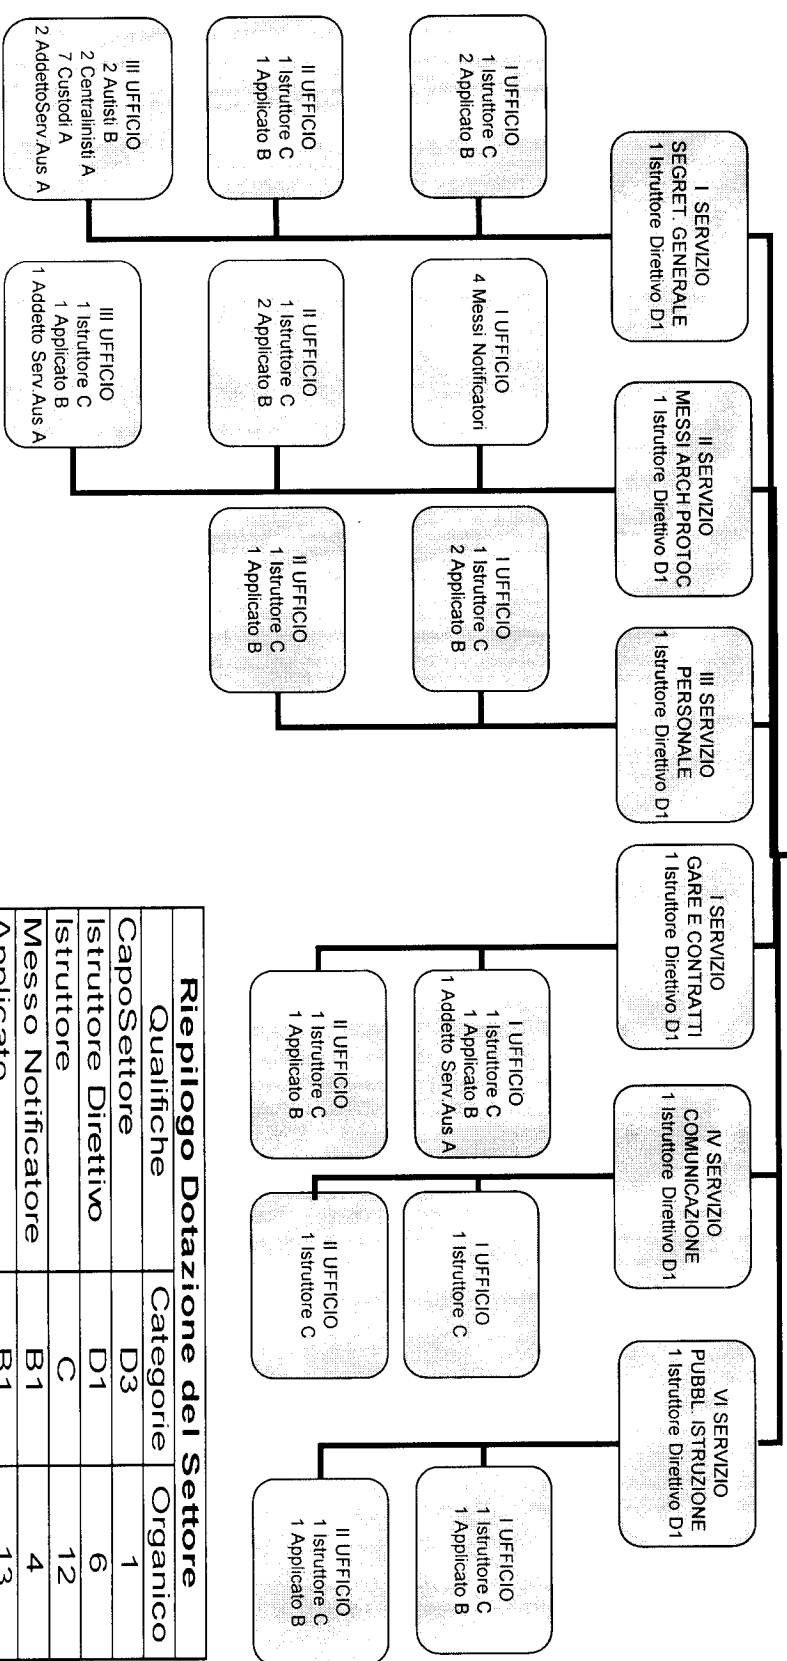 I SERVIZIO
SEGRET. GENERALE
1 Istruttore Direttivo D1
II SERVIZIO
MESSI ARCH PROTOC
1 Istruttore Direttivo D1
III SERVIZIO
PERSONALE
1 Istruttore Direttivo D1
I SERVIZIO
GARE E CONTRATTI
1 Istruttore Direttivo D1
IV SERVIZIO
COMUNICAZIONE
1 Istruttore Direttivo D1
VI SERVIZIO
PUBBL. ISTRUZIONE
1 Istruttore Direttivo D1
I UFFICIO
1 Istruttore C
2 Applicato B
I UFFICIO
4 Messi Notificatori
I UFFICIO
1 Istruttore C
2 Applicato B
I UFFICIO
1 Istruttore C
1 Applicato B
1 Addetto Serv.Aus A
I UFFICIO
1 Istruttore C
I UFFICIO
1 Istruttore C
1 Applicato B
II UFFICIO
1 Istruttore C
1 Applicato B
II UFFICIO
1 Istruttore C
2 Applicato B
II UFFICIO
1 Istruttore C
1 Applicato B
II UFFICIO
1 Istruttore C
1 Applicato B
II UFFICIO
1 Istruttore C
II UFFICIO
1 Istruttore C
1 Applicato B
III UFFICIO
2 Autisti B
2 Centralinisti A
7 Custodi A
2 AddettoServ.Aus A
III UFFICIO
1 Istruttore C
1 Applicato B
1 Addetto Serv.Aus A
Riepilogo Dotazione del Settore
Qualifiche Categorie Organico
CapoSettore D3 1
Istruttore Direttivo D1 6
Istruttore C 12
Messo Notificatore B1 4
Applicato B1 13